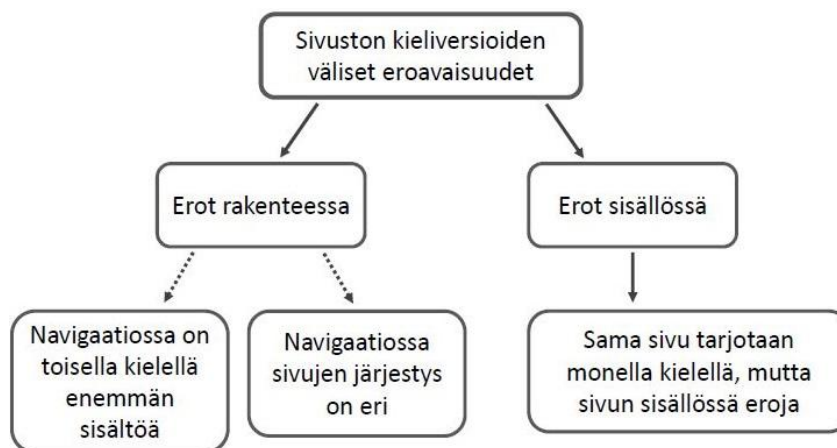 Sivuston kieliversioiden
väliset eroavaisuudet
Erot rakenteessa
Erot sisällössä
Navigaatiossa on
toisella kielellä
enemmän
sisältöä
Navigaatiossa
sivujen järjestys
on eri
Sama sivu tarjotaan
monella kielellä, mutta
sivun sisällössä eroja